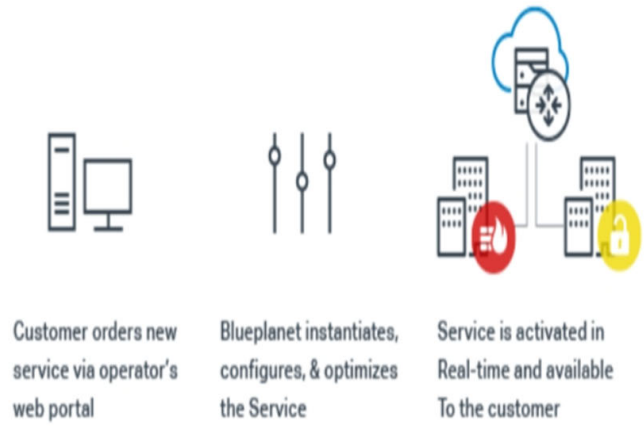 Customer orders new
service via operator's
web portal
Blueplanet instantiates,
configures, & optimizes
the Service
Service is activated in
Real-time and available
To the customer